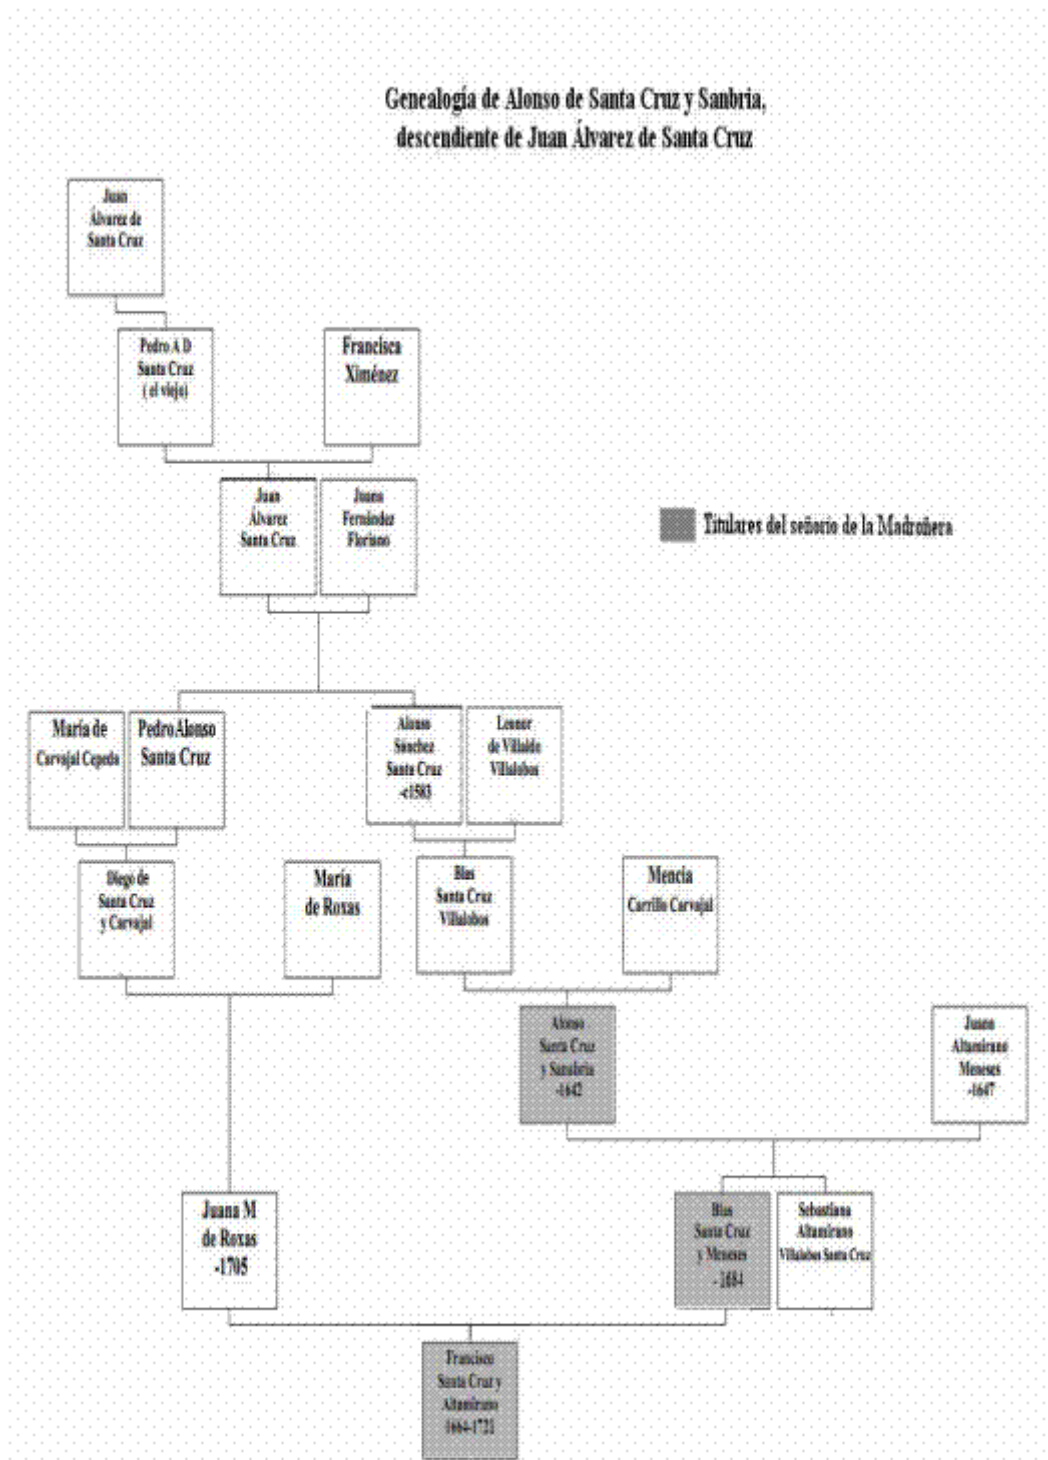 Genealogía de Alonso de Santa Cruz y Sanbria,
descendiente de Juan Álvarez de Santa Cruz
Juan
Álvarez de
Santa Cruz
Pedro A D
Santa Cruz
( el viejo)
Francisca
Ximénez
Juan
Álvarez
Santa Cruz
Juana
Fernández
Floriano
Titulares del señorío de la Madroñera
María de
Carvajal Cepeda
Pedro Alonso
Santa Cruz
Alonso
Sánchez
Santa Cruz
-c1583
Leonor
de Villaldo
Villalobos
Diego de
Santa Cruz
y Carvajal
María
de Roxas
Blas
Santa Cruz
Villalobos
Mencia
Carrillo Carvajal
Alonso
Santa Cruz
y Sanabria
-1642
Juana
Altamirano
Meneses
-1647
Juana M
de Roxas
-1705
Blas
Santa Cruz
y Meneses
- 1684
Sebastiana
Altamirano
Villalobos Santa Cruz
Francisco
Santa Cruz y
Altamirano
1664-1721